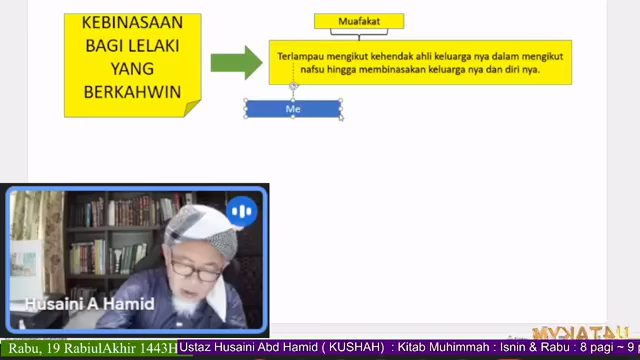 KEBINASAAN
BAGI LELAKI
YANG
BERKAHWIN
Muafakat
Terlampau mengikut kehendak ahli keluarga nya dalam mengikut
nafsu hingga membinasakan keluarga nya dan diri nya.
Me
Husaini A Hamid
Rabu, 19 RabiulAkhir 1443H
Ustaz Husaini Abd Hamid ( KUSHAH) : Kitab Muhimmah : Isnin & Rabu : 8 pagi ~ 9 p